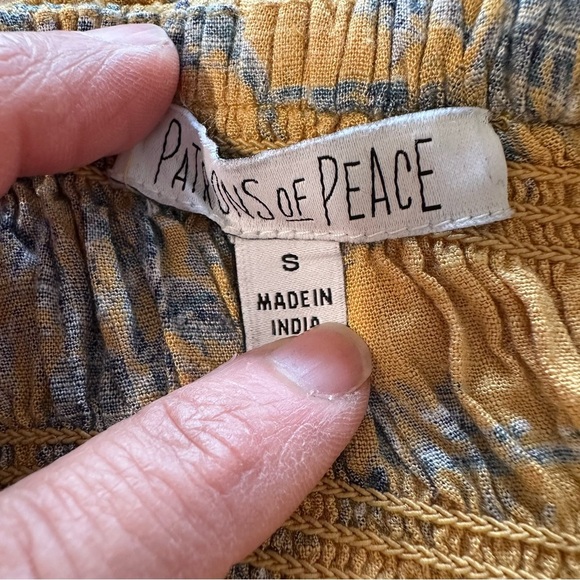 PATRONS OF PEACE
S
MADE IN
INDIA